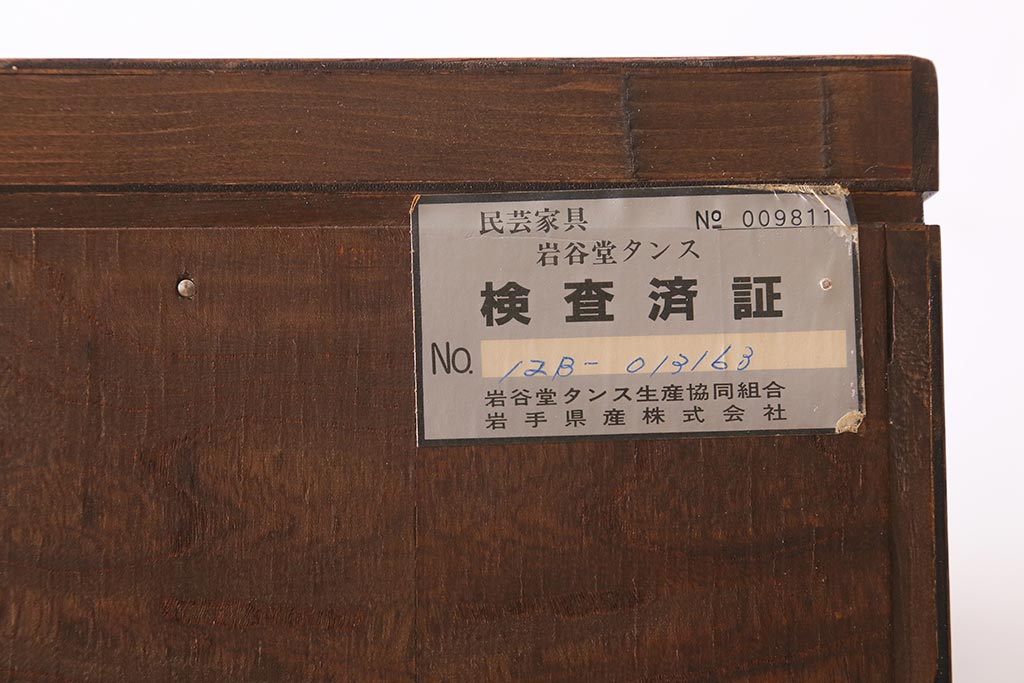 民芸家具 № 009811
岩谷堂タンス
検査済証
No. 12B- 013163
岩谷堂タンス生産協同組合
岩手県産株式会社